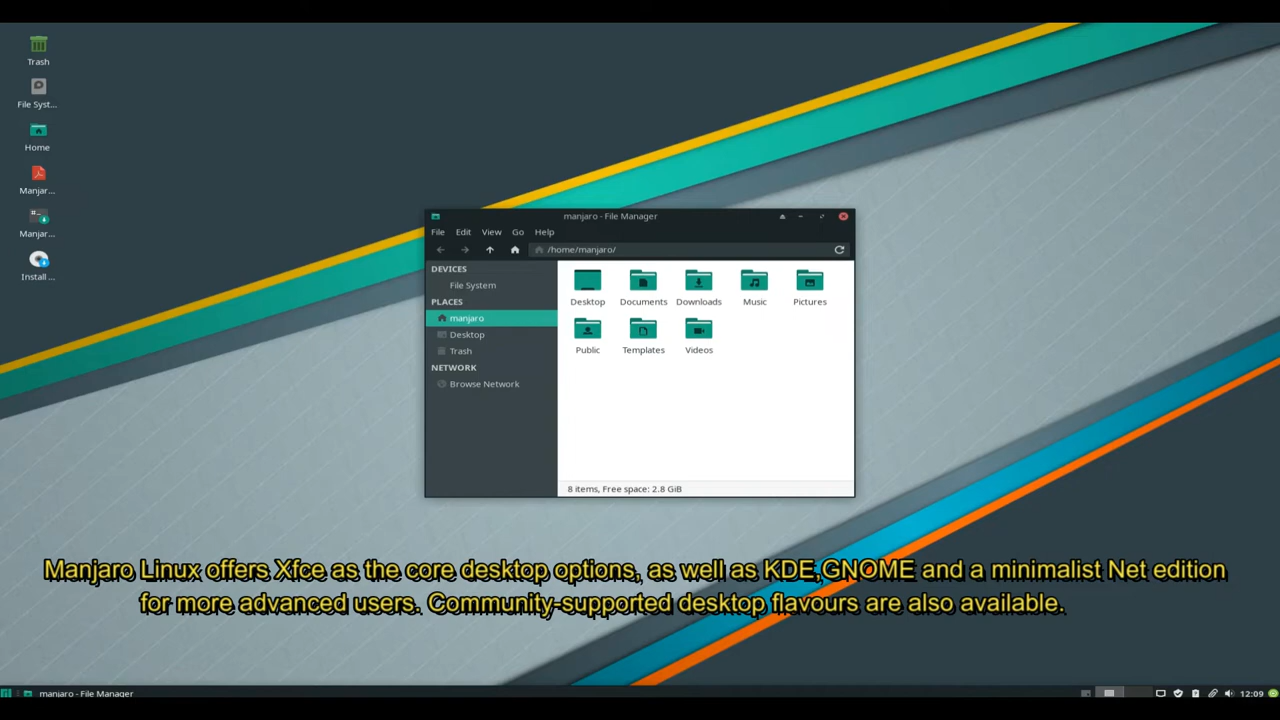 Trash
File Syst...
Home
Manjar...
Manjar...
Install ...
manjaro - File Manager
File Edit View Go Help
/home/manjaro/
DEVICES
File System
PLACES
manjaro
Desktop
Trash
NETWORK
Browse Network
Desktop Documents Downloads Music Pictures
Public Templates Videos
8 items, Free space: 2.8 GiB
Manjaro Linux offers Xfce as the core desktop options, as well as KDE,GNOME and a minimalist Net edition
for more advanced users. Community-supported desktop flavours are also available.
manjaro - File Manager
12:09